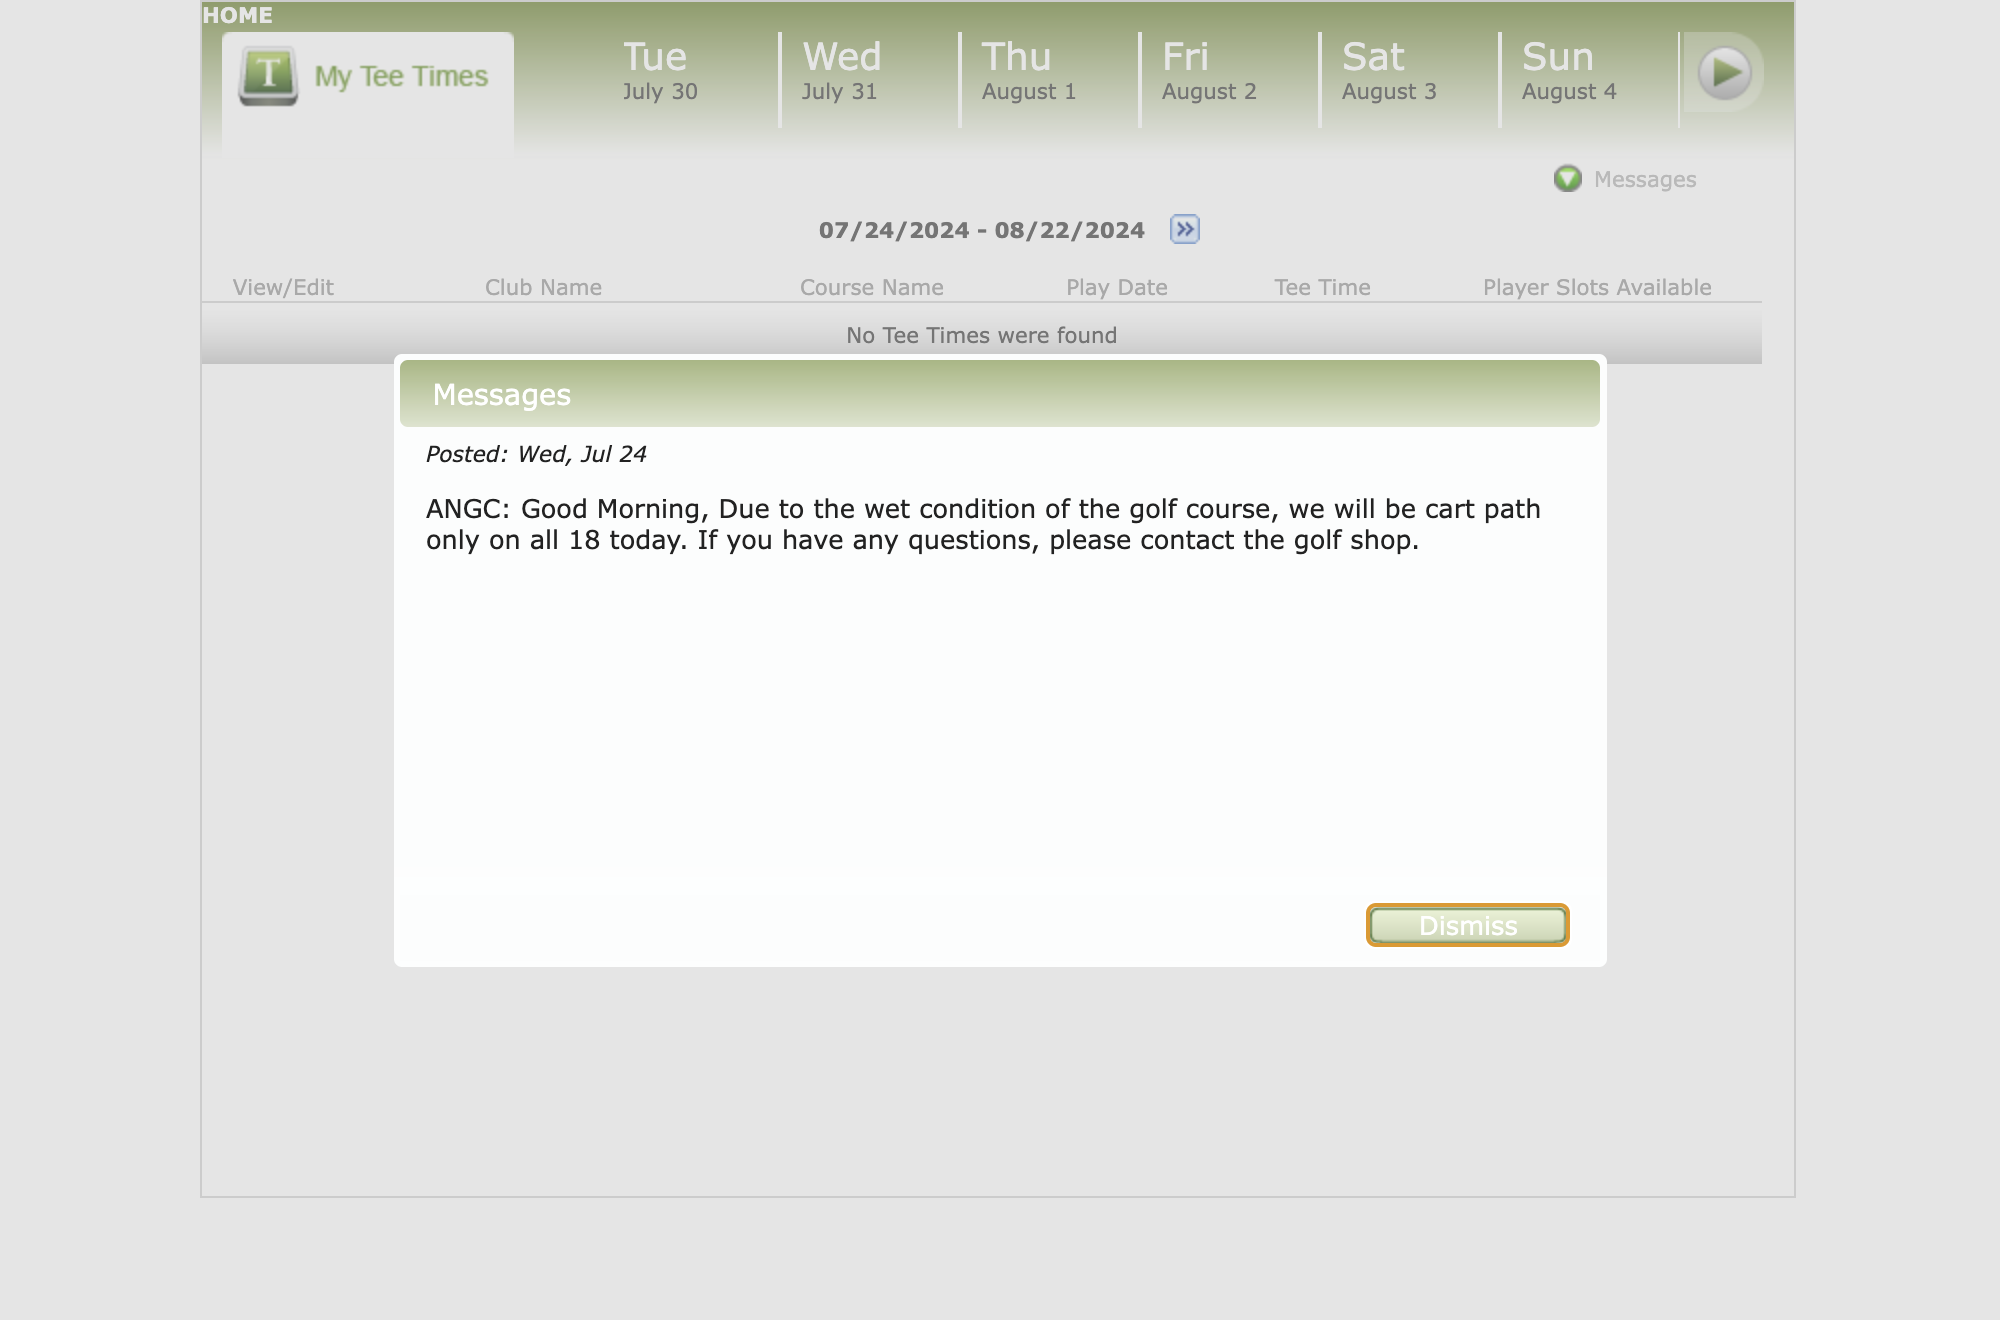 HOME
T My Tee Times
Tue
July 30
Wed
July 31
Thu
August 1
Fri
August 2
Sat
August 3
Sun
August 4
Messages
07/24/2024 - 08/22/2024
View/Edit Club Name Course Name Play Date Tee Time Player Slots Available
No Tee Times were found
Messages
Posted: Wed, Jul 24
ANGC: Good Morning, Due to the wet condition of the golf course, we will be cart path
only on all 18 today. If you have any questions, please contact the golf shop.
Dismiss